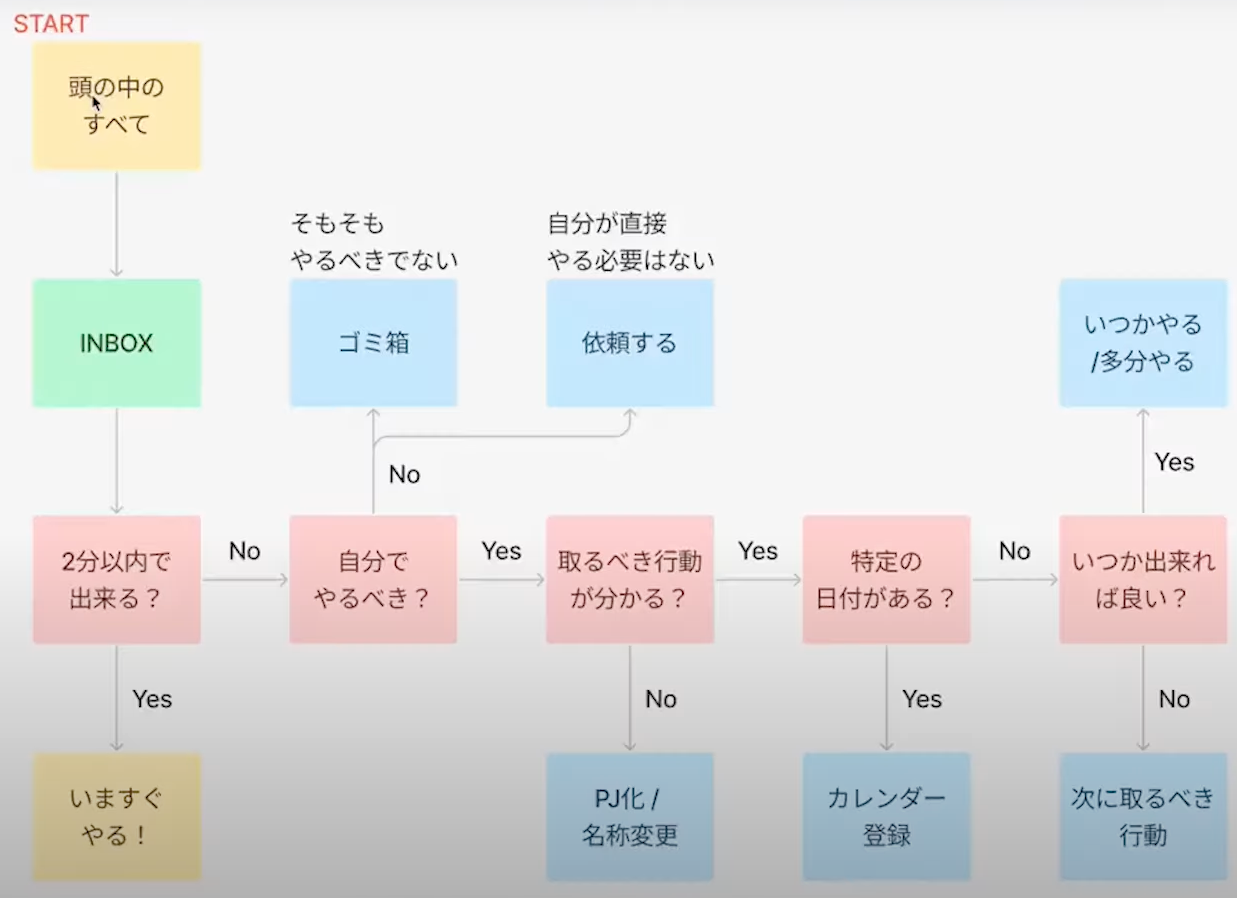 START
頭の中の
すべて
そもそも
やるべきでない
自分が直接
やる必要はない
INBOX
ゴミ箱
依頼する
いつかやる
/多分やる
No
Yes
2分以内で
出来る？
No
自分で
やるべき？
Yes
取るべき行動
が分かる？
Yes
特定の
日付がある？
No
いつか出来れ
ば良い？
Yes
No
Yes
No
いますぐ
やる！
PJ化 /
名称変更
カレンダー
登録
次に取るべき
行動